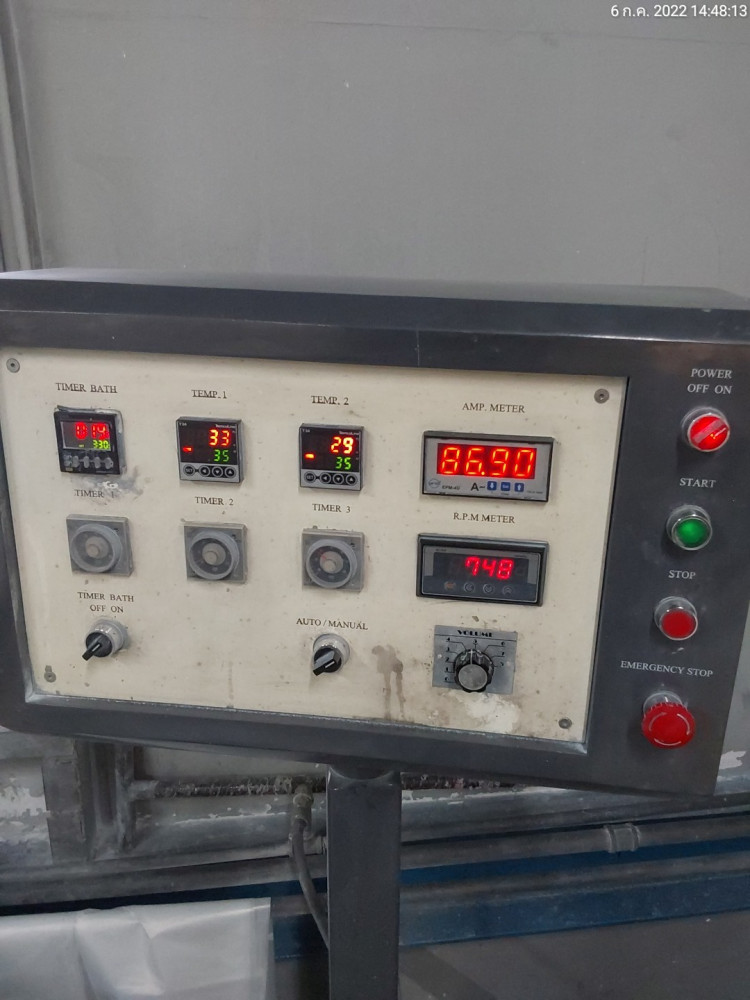 6 ก.ค. 2022 14:48:13
POWER
OFF ON
TIMER BATH
TEMP. 1
TEMP. 2
AMP. METER
014
330
33
35
29
35
86.90
A~
START
TIMER 1
TIMER 2
TIMER 3
R.P.M METER
748
STOP
TIMER BATH
OFF ON
AUTO / MANUAL
VOLUME
EMERGENCY STOP